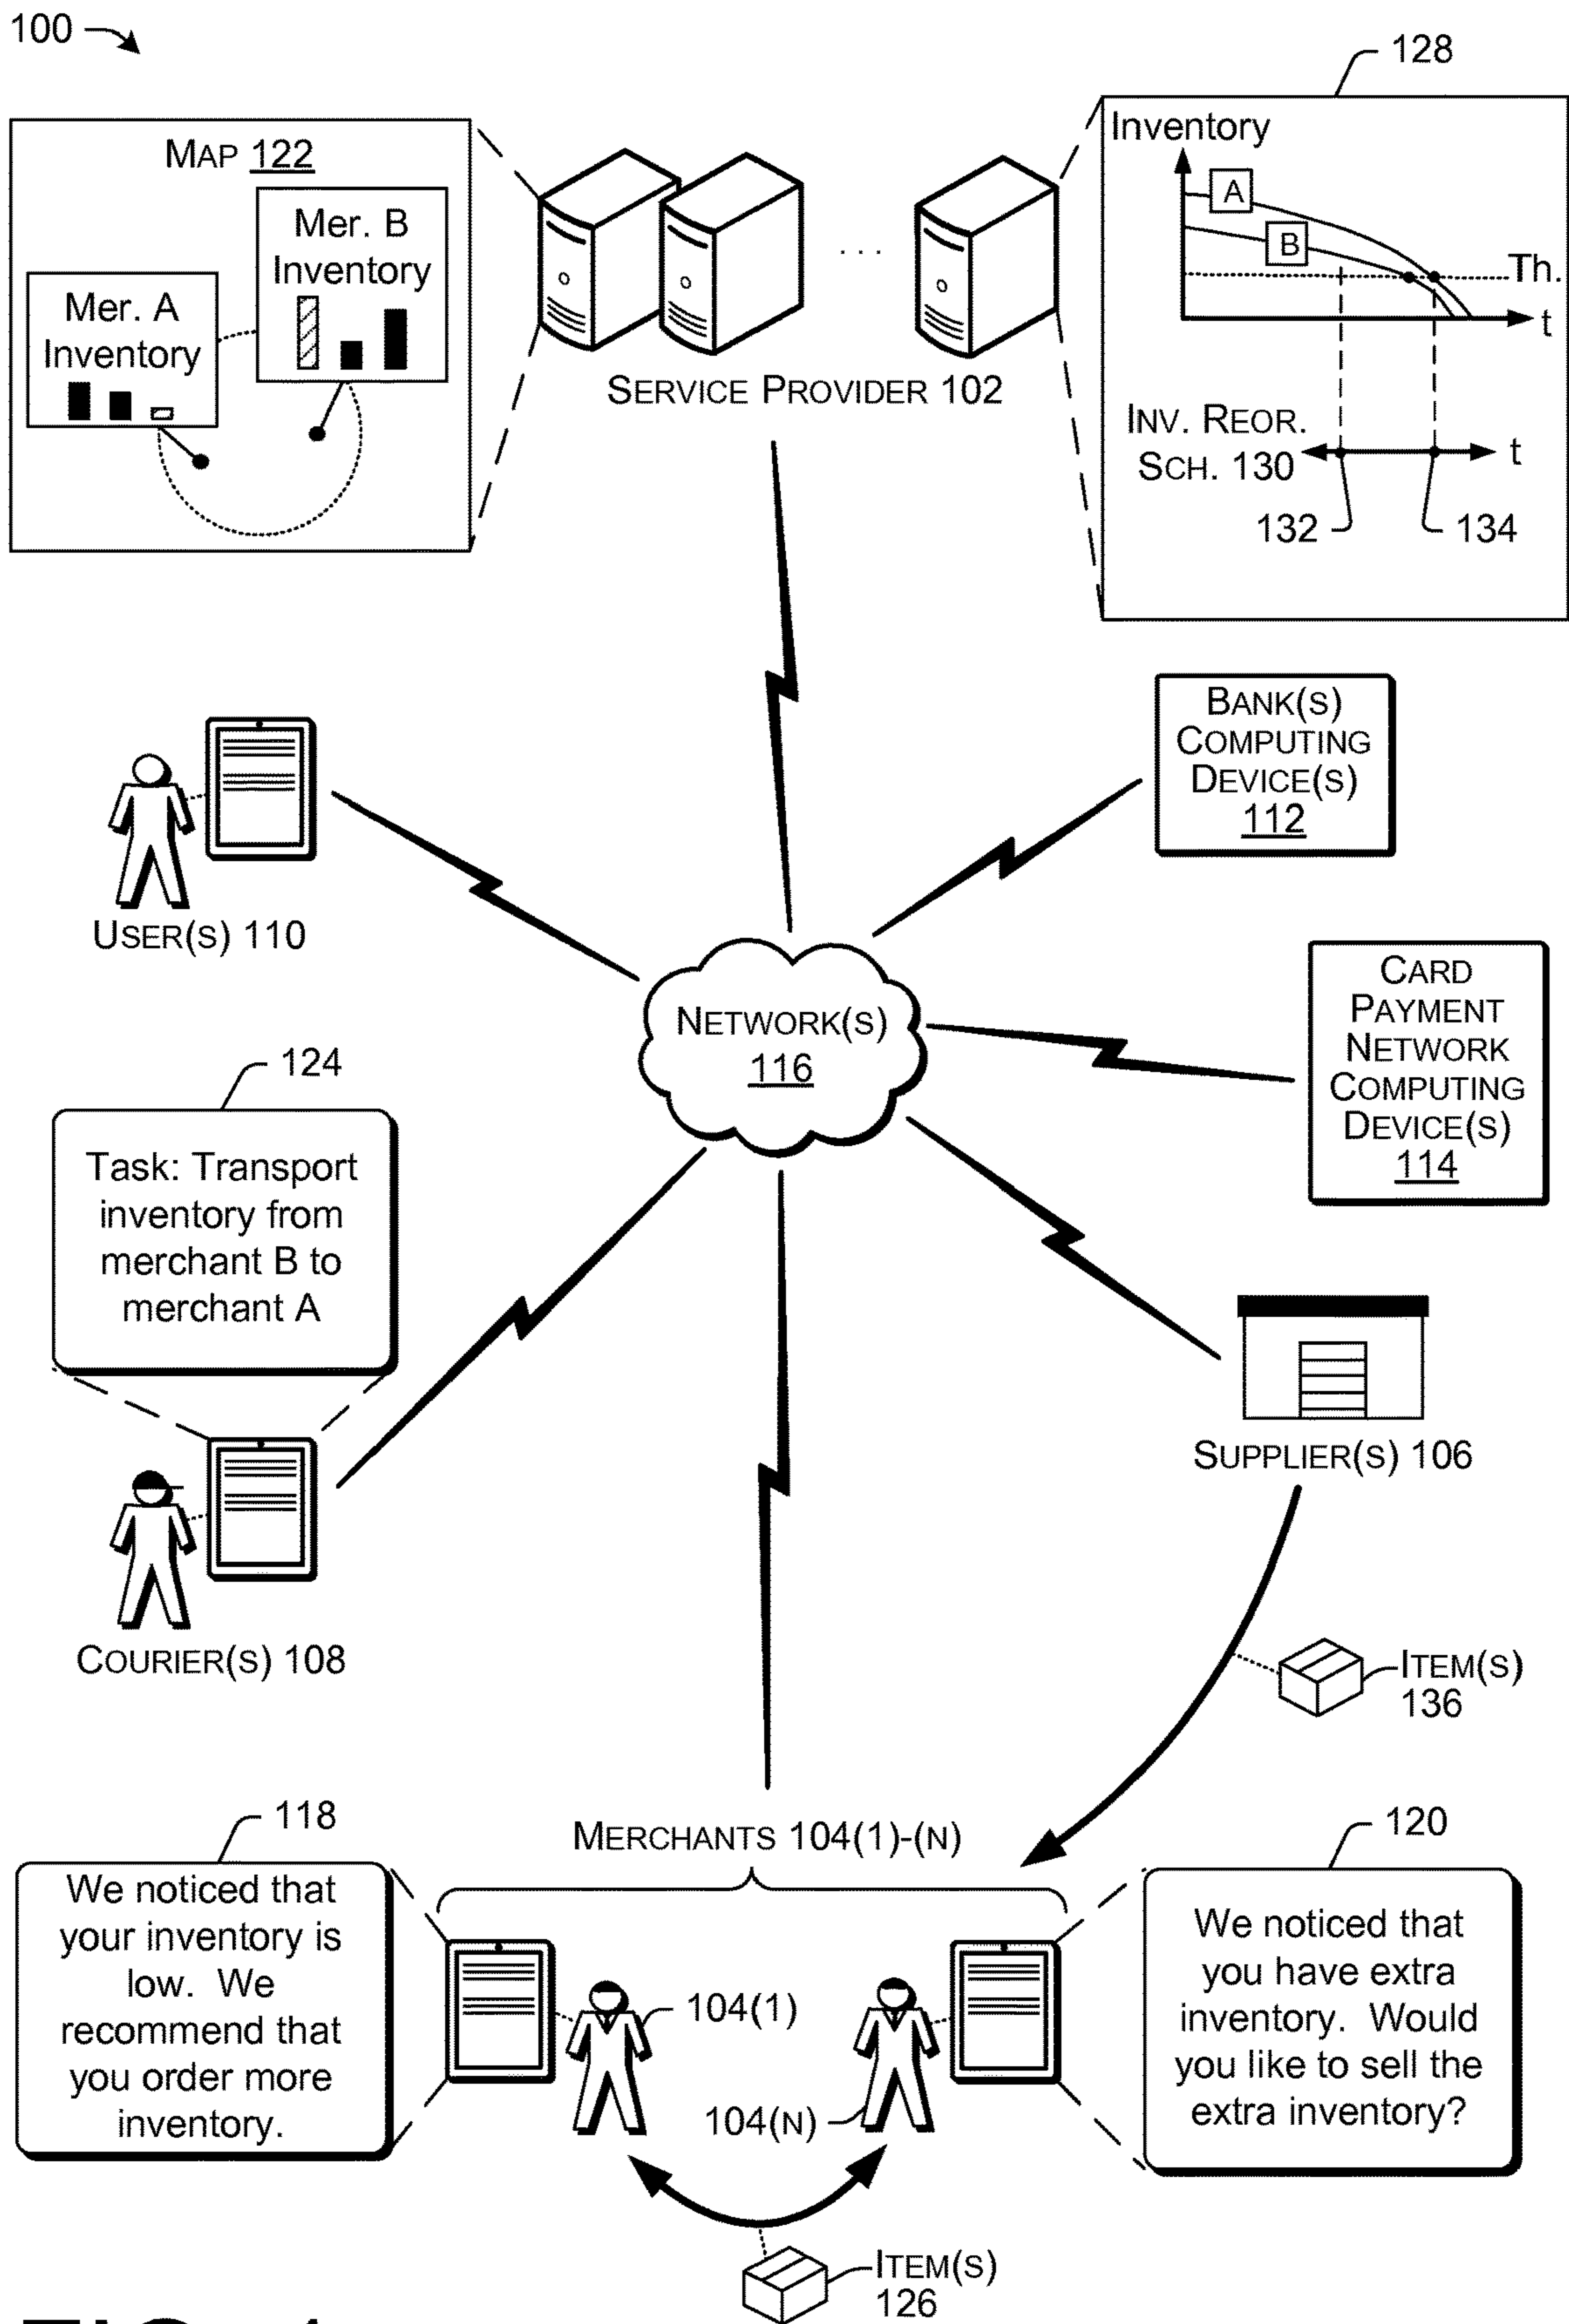 100
128
MAP 122
Mer. B
Inventory
Mer. A
Inventory
. . .
SERVICE PROVIDER 102
Inventory
A
B
Th.
t
INV. REOR.
SCH. 130
t
132
134
BANK(S)
COMPUTING
DEVICE(S)
112
USER(S) 110
NETWORK(S)
116
CARD
PAYMENT
NETWORK
COMPUTING
DEVICE(S)
114
124
Task: Transport
inventory from
merchant B to
merchant A
SUPPLIER(S) 106
COURIER(S) 108
ITEM(S)
136
118
MERCHANTS 104(1)-(N)
120
We noticed that
your inventory is
low. We
recommend that
you order more
inventory.
104(1)
104(N)
We noticed that
you have extra
inventory. Would
you like to sell the
extra inventory?
ITEM(S)
126